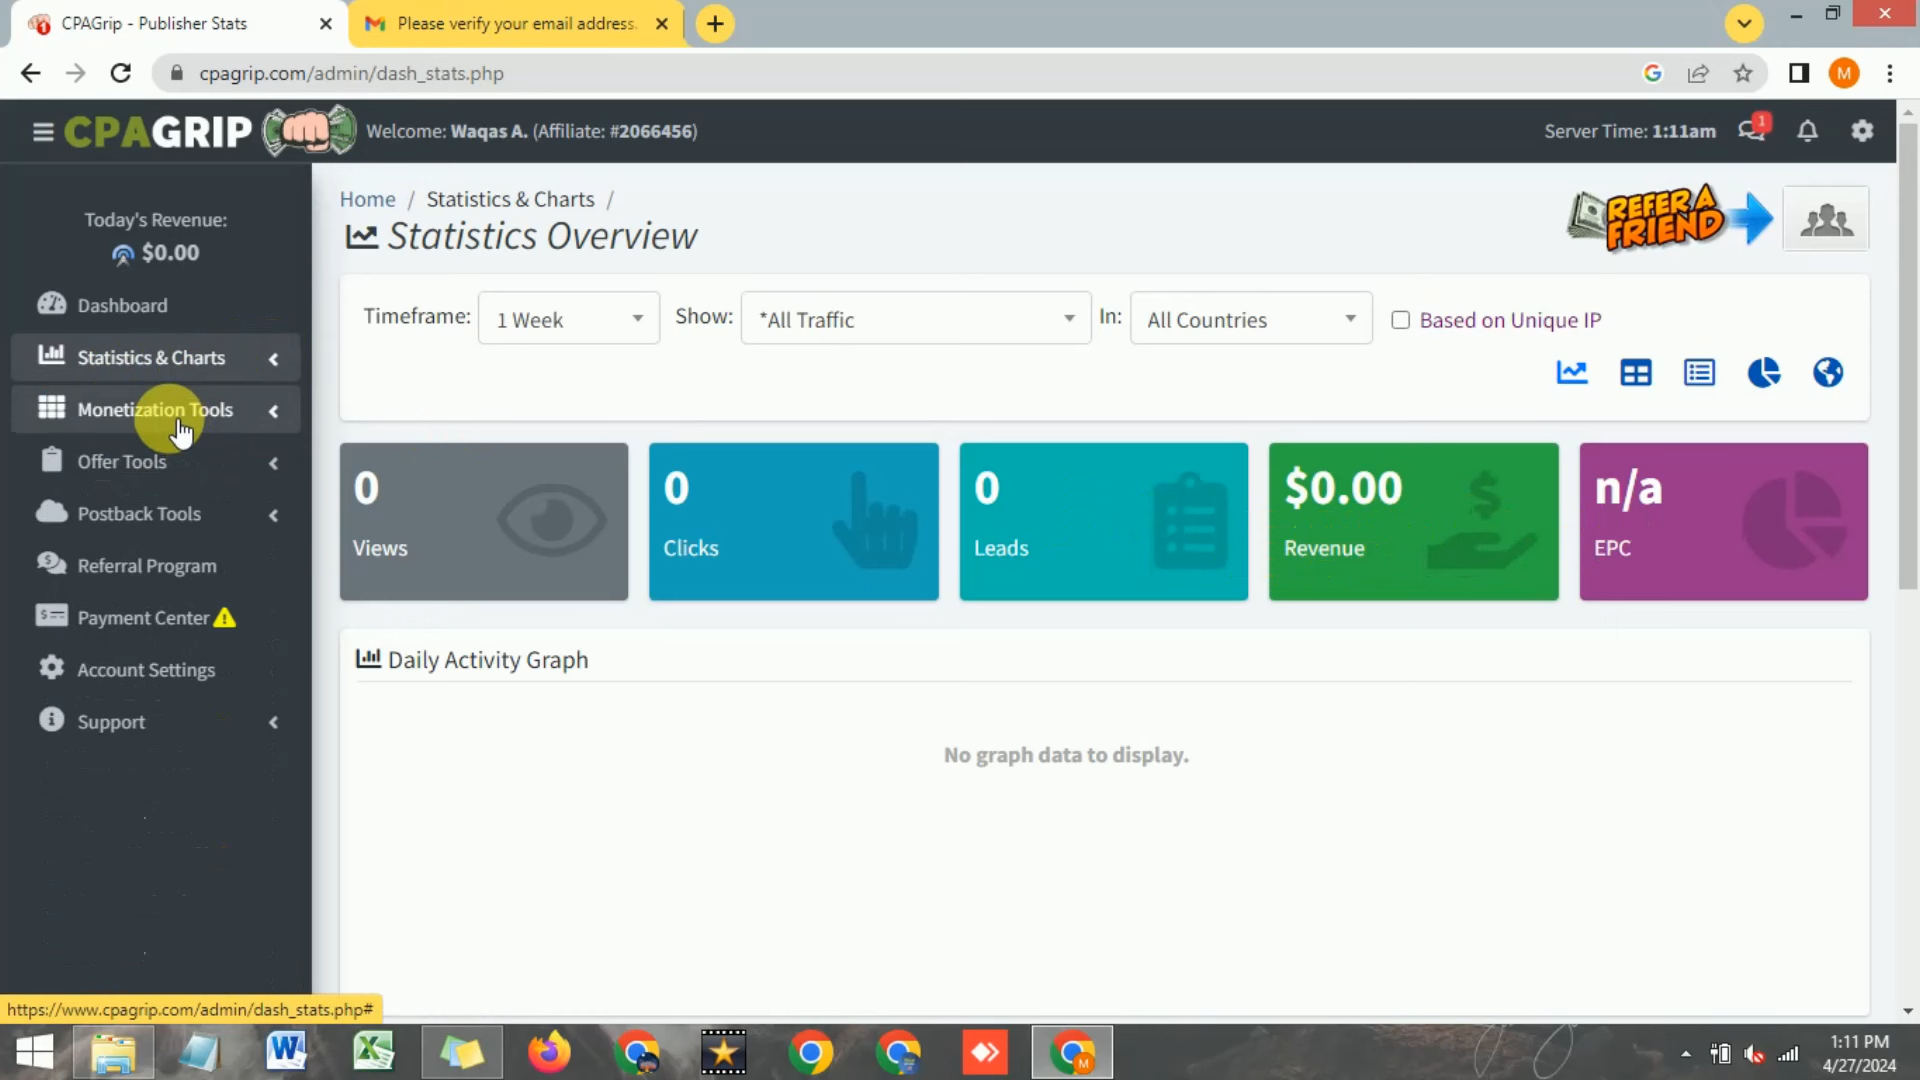 CPAGrip - Publisher Stats
Please verify your email address.
cpagrip.com/admin/dash_stats.php
CPAGRIP
Welcome: Waqas A. (Affiliate: #2066456)
Server Time: 1:11am
1
Today's Revenue:
$0.00
Dashboard
Statistics & Charts
Monetization Tools
Offer Tools
Postback Tools
Referral Program
Payment Center
Account Settings
Support
Home / Statistics & Charts /
Statistics Overview
REFER A
FRIEND
Timeframe: 1 Week Show: *All Traffic In: All Countries Based on Unique IP
0
Views
0
Clicks
0
Leads
$0.00
Revenue
n/a
EPC
Daily Activity Graph
No graph data to display.
https://www.cpagrip.com/admin/dash_stats.php#
1:11 PM
4/27/2024